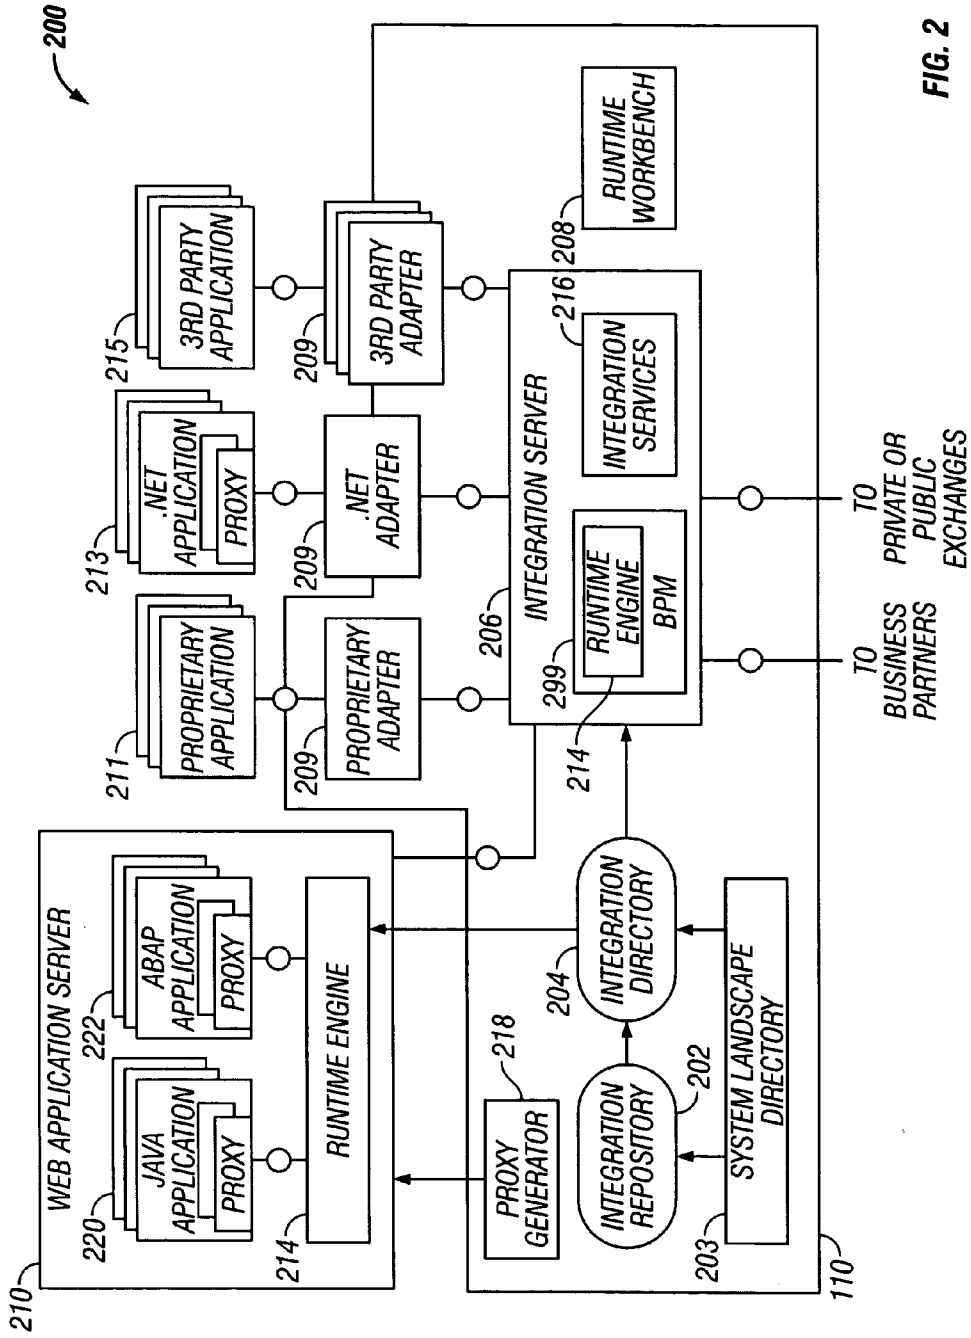 200
210
WEB APPLICATION SERVER
220
JAVA
APPLICATION
PROXY
222
ABAP
APPLICATION
PROXY
214
RUNTIME ENGINE
211
PROPRIETARY
APPLICATION
213
.NET
APPLICATION
PROXY
215
3RD PARTY
APPLICATION
209
PROPRIETARY
ADAPTER
209
.NET
ADAPTER
209
3RD PARTY
ADAPTER
206
INTEGRATION SERVER
299
RUNTIME
ENGINE
BPM
214
216
INTEGRATION
SERVICES
208
RUNTIME
WORKBENCH
PROXY
GENERATOR
218
INTEGRATION
REPOSITORY
202
204
INTEGRATION
DIRECTORY
203
SYSTEM LANDSCAPE
DIRECTORY
110
TO
BUSINESS
PARTNERS
TO
PRIVATE OR
PUBLIC
EXCHANGES
FIG. 2